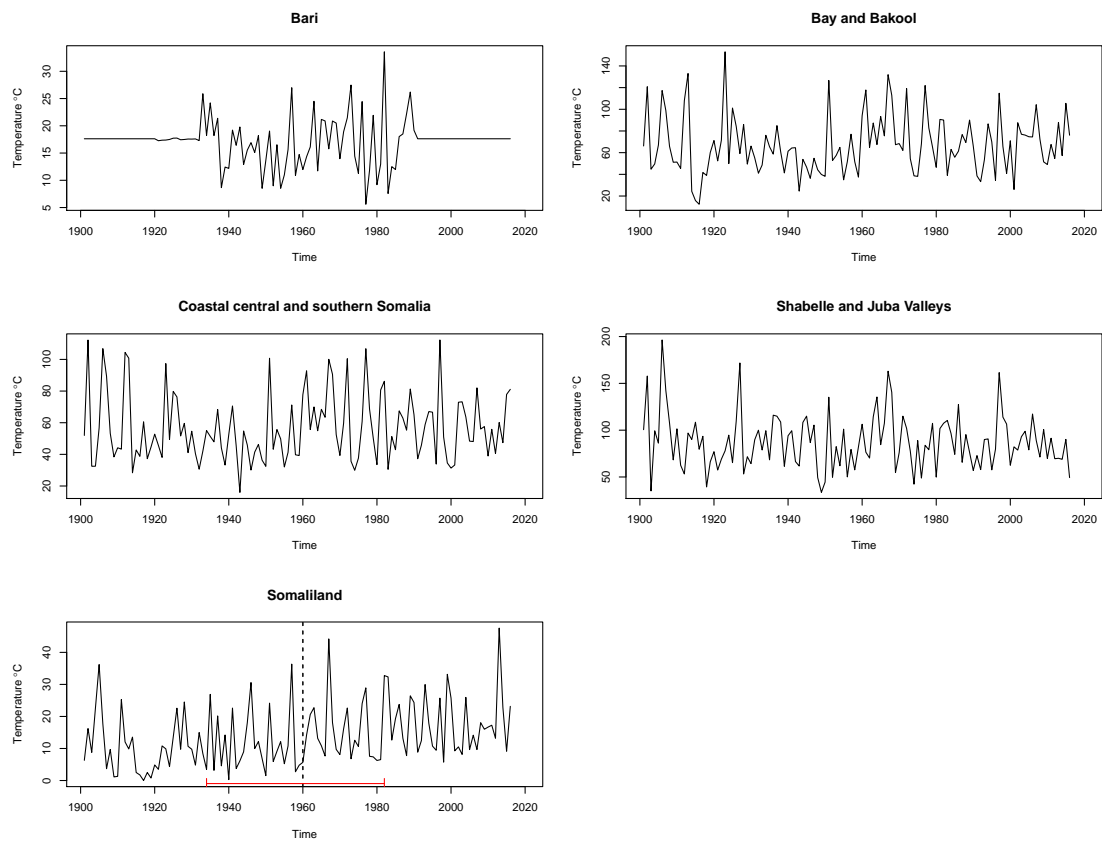 Bari
Temperature °C
5 10 15 20 25 30
1900 1920 1940 1960 1980 2000 2020
Time
Bay and Bakool
Temperature °C
20 60 100 140
1900 1920 1940 1960 1980 2000 2020
Time
Coastal central and southern Somalia
Temperature °C
20 40 60 80 100
1900 1920 1940 1960 1980 2000 2020
Time
Shabelle and Juba Valleys
Temperature °C
50 100 150 200
1900 1920 1940 1960 1980 2000 2020
Time
Somaliland
Temperature °C
0 10 20 30 40
1900 1920 1940 1960 1980 2000 2020
Time